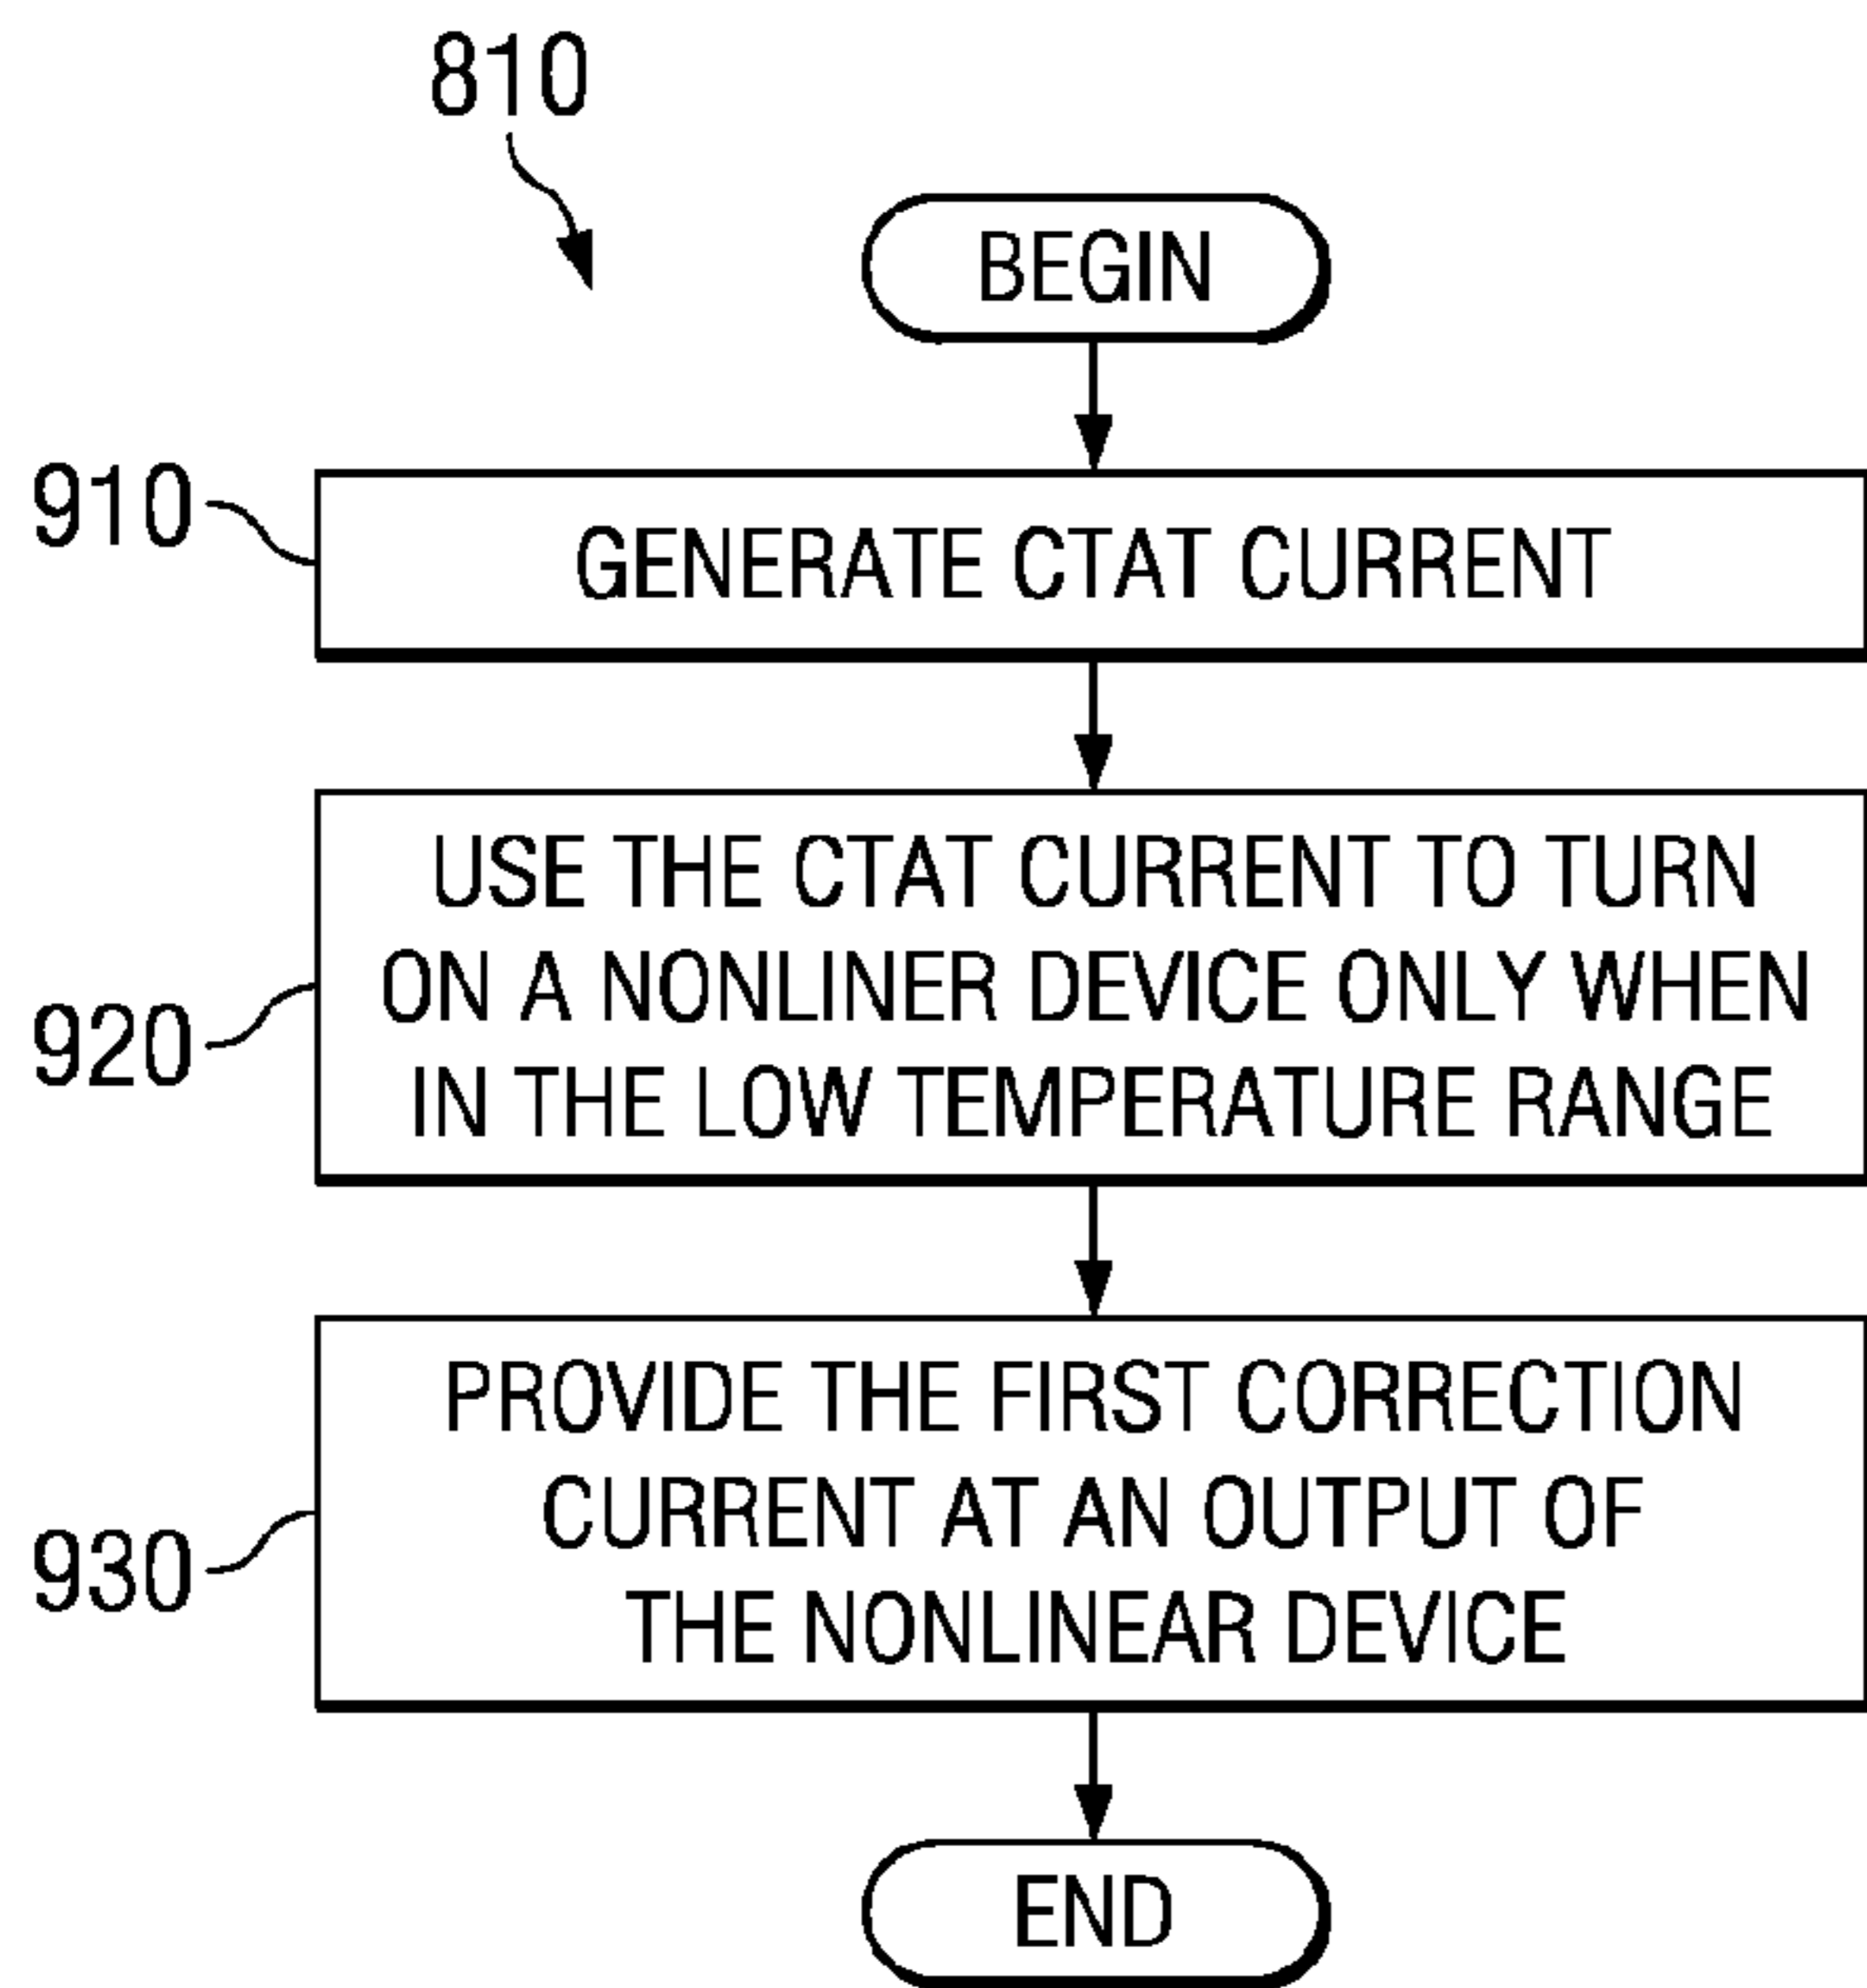 810
BEGIN
910
GENERATE CTAT CURRENT
USE THE CTAT CURRENT TO TURN
ON A NONLINER DEVICE ONLY WHEN
920
IN THE LOW TEMPERATURE RANGE
PROVIDE THE FIRST CORRECTION
CURRENT AT AN OUTPUT OF
930
THE NONLINEAR DEVICE
END